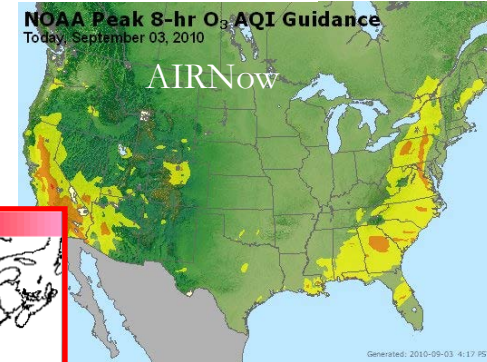 NOAA Peak 8-hr O₃ AQI Guidance
Today, September 03, 2010
AIRNow
Generated: 2010-09-03 4:17 PS